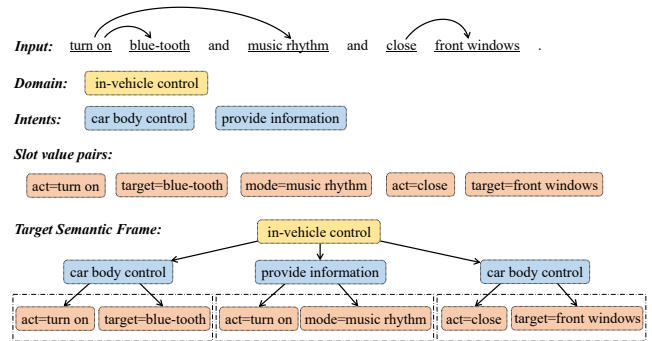 Input: turn on blue-tooth and music rhythm and close front windows .
Domain: in-vehicle control
Intents: car body control provide information
Slot value pairs:
act=turn on target=blue-tooth mode=music rhythm act=close target=front windows
Target Semantic Frame: in-vehicle control
car body control provide information car body control
act=turn on target=blue-tooth act=turn on mode=music rhythm act=close target=front windows